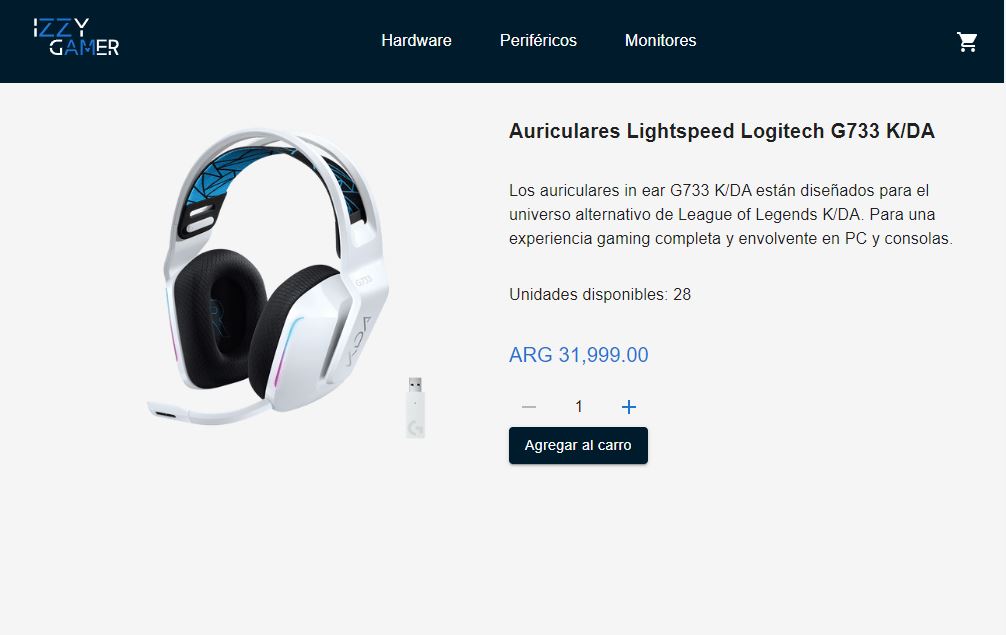 IZZY
GAMER
Hardware
Periféricos
Monitores
G733
K/DA
Auriculares Lightspeed Logitech G733 K/DA
Los auriculares in ear G733 K/DA están diseñados para el
universo alternativo de League of Legends K/DA. Para una
experiencia gaming completa y envolvente en PC y consolas.
Unidades disponibles: 28
ARG 31,999.00
— 1 +
Agregar al carro